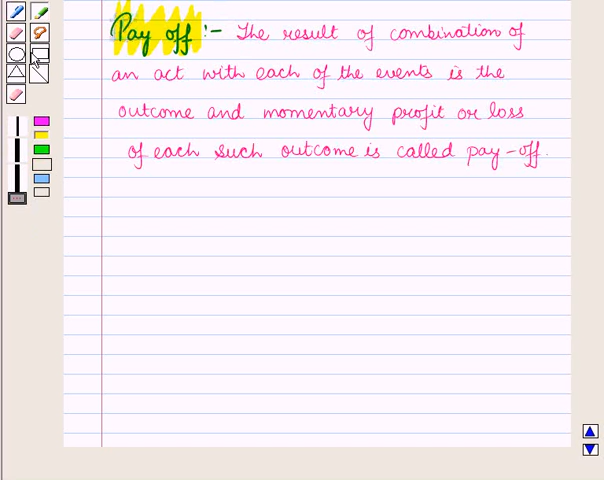 Pay off :- The result of combination of
an act with each of the events is the
outcome and momentary profit or loss
of each such outcome is called pay-off.